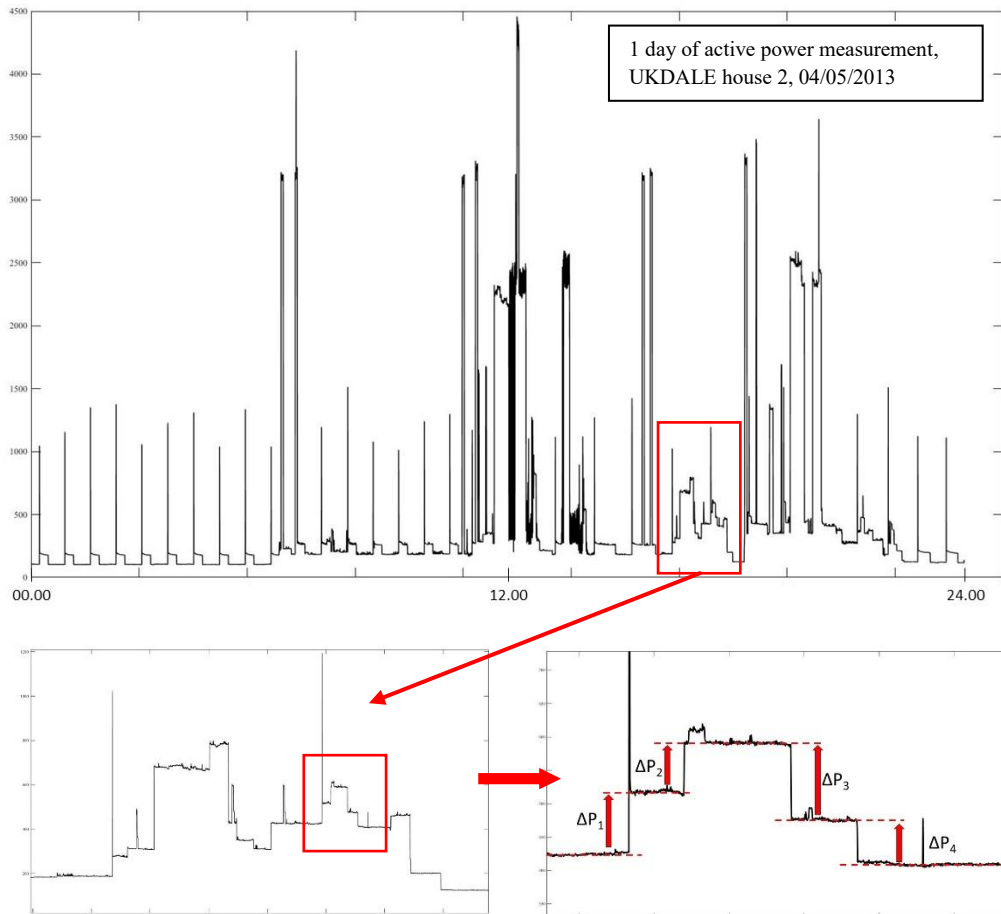 4500
1 day of active power measurement,
UKDALE house 2, 04/05/2013
4000
3500
3000
2500
2000
1500
1000
500
0
00.00 12.00 24.00
ΔP1
ΔP2
ΔP3
ΔP4